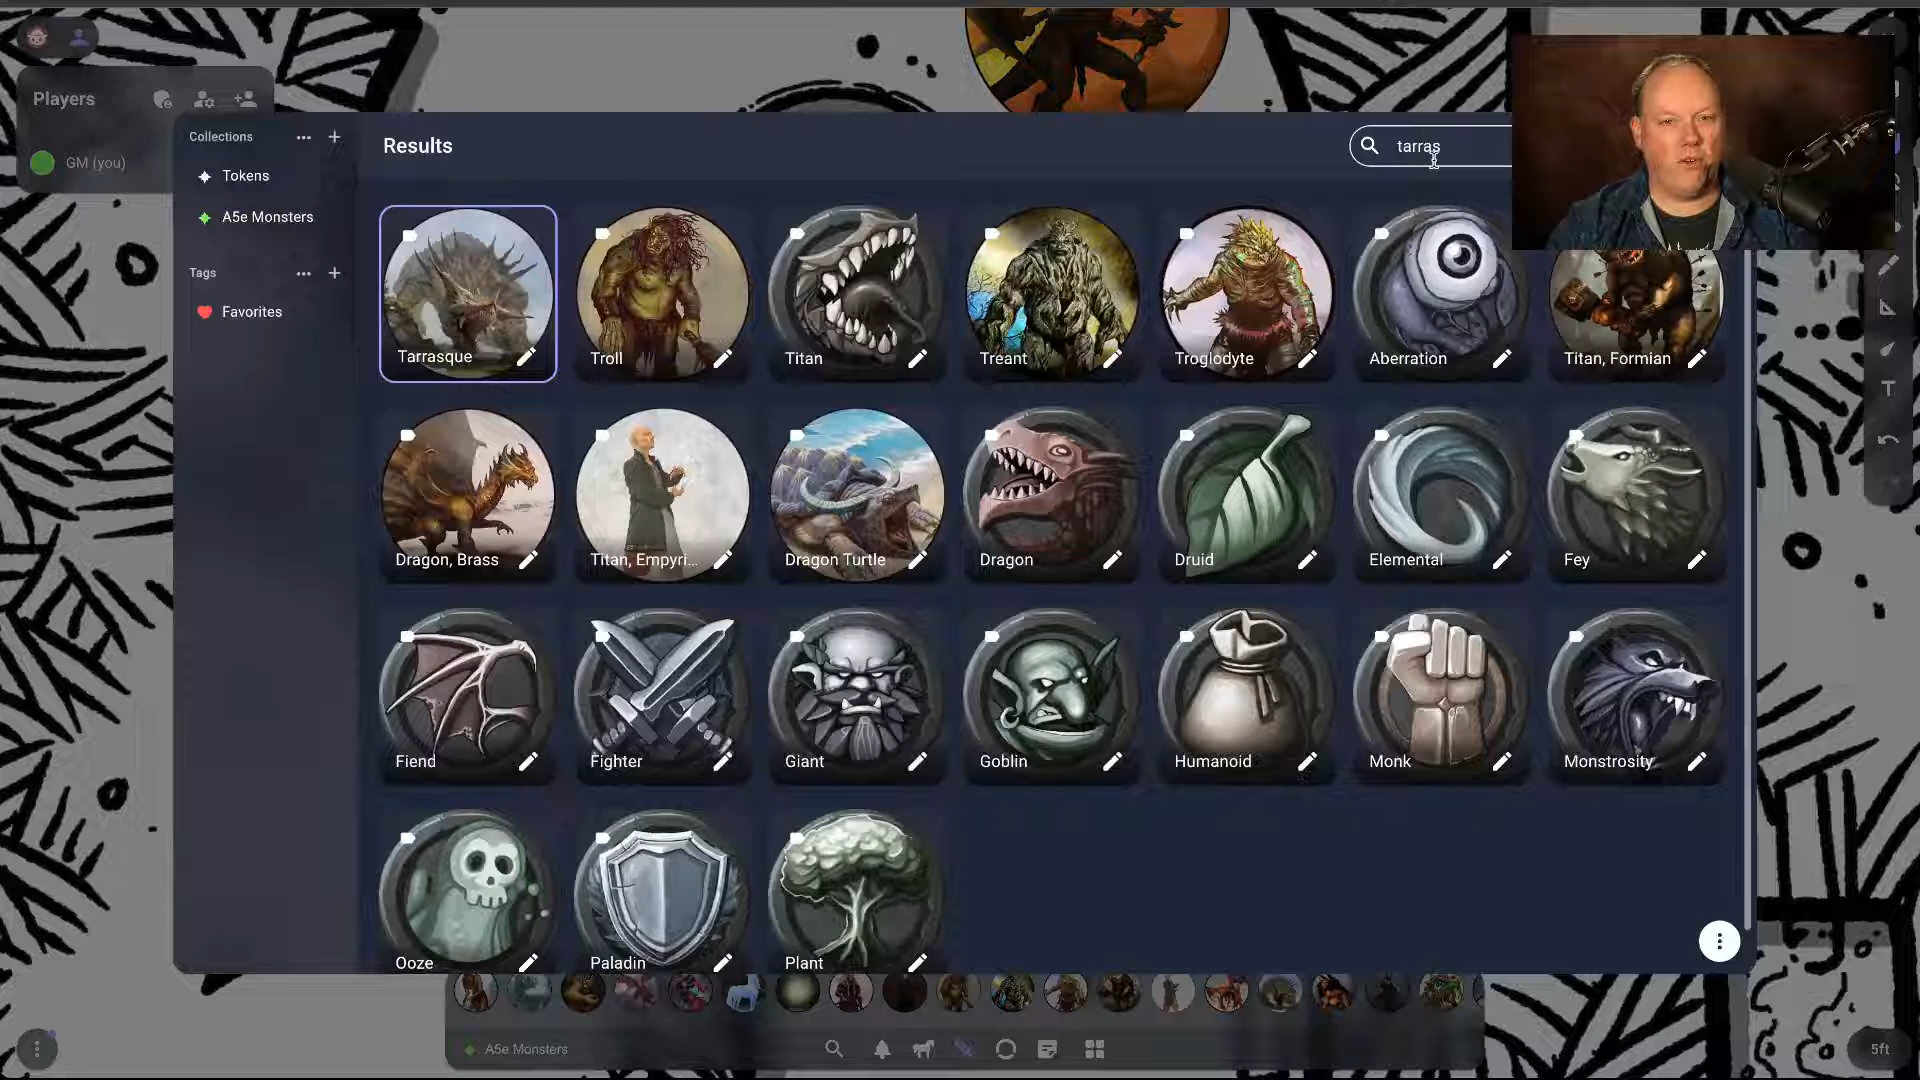 Players
GM (you)
Collections
Tokens
A5e Monsters
Tags
Favorites
Results
tarras
Tarrasque
Troll
Titan
Treant
Troglodyte
Aberration
Titan, Formian
Dragon, Brass
Titan, Empyri...
Dragon Turtle
Dragon
Druid
Elemental
Fey
Fiend
Fighter
Giant
Goblin
Humanoid
Monk
Monstrosity
Ooze
Paladin
Plant
A5e Monsters
T
5ft